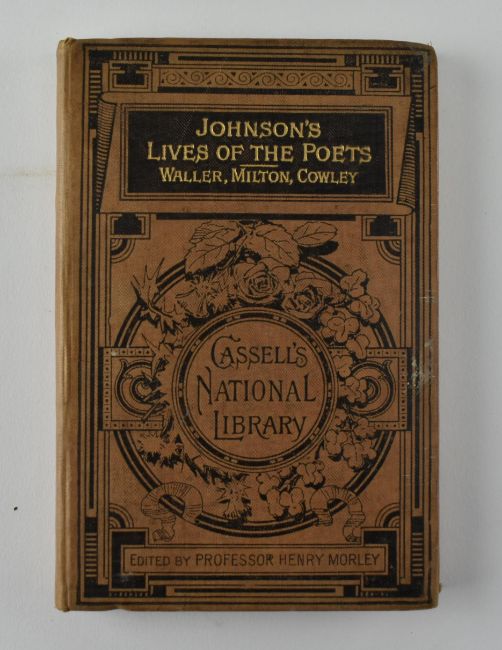 JOHNSON'S
LIVES OF THE POETS
WALLER, MILTON, COWLEY
CASSELL'S
NATIONAL
LIBRARY
EDITED BY PROFESSOR HENRY MORLEY